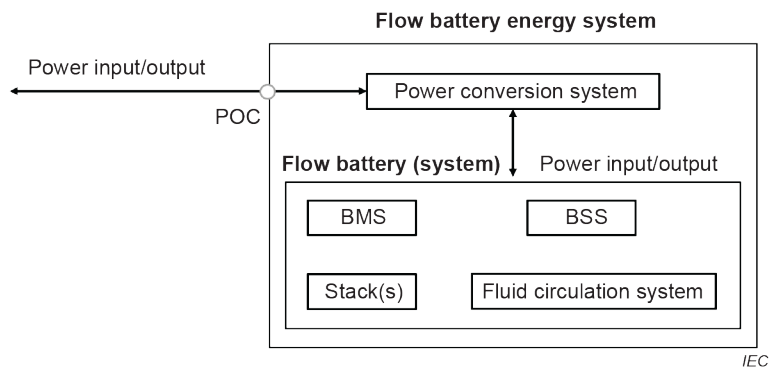 Flow battery energy system
Power input/output
POC
Power conversion system
Flow battery (system)
Power input/output
BMS
BSS
Stack(s)
Fluid circulation system
IEC